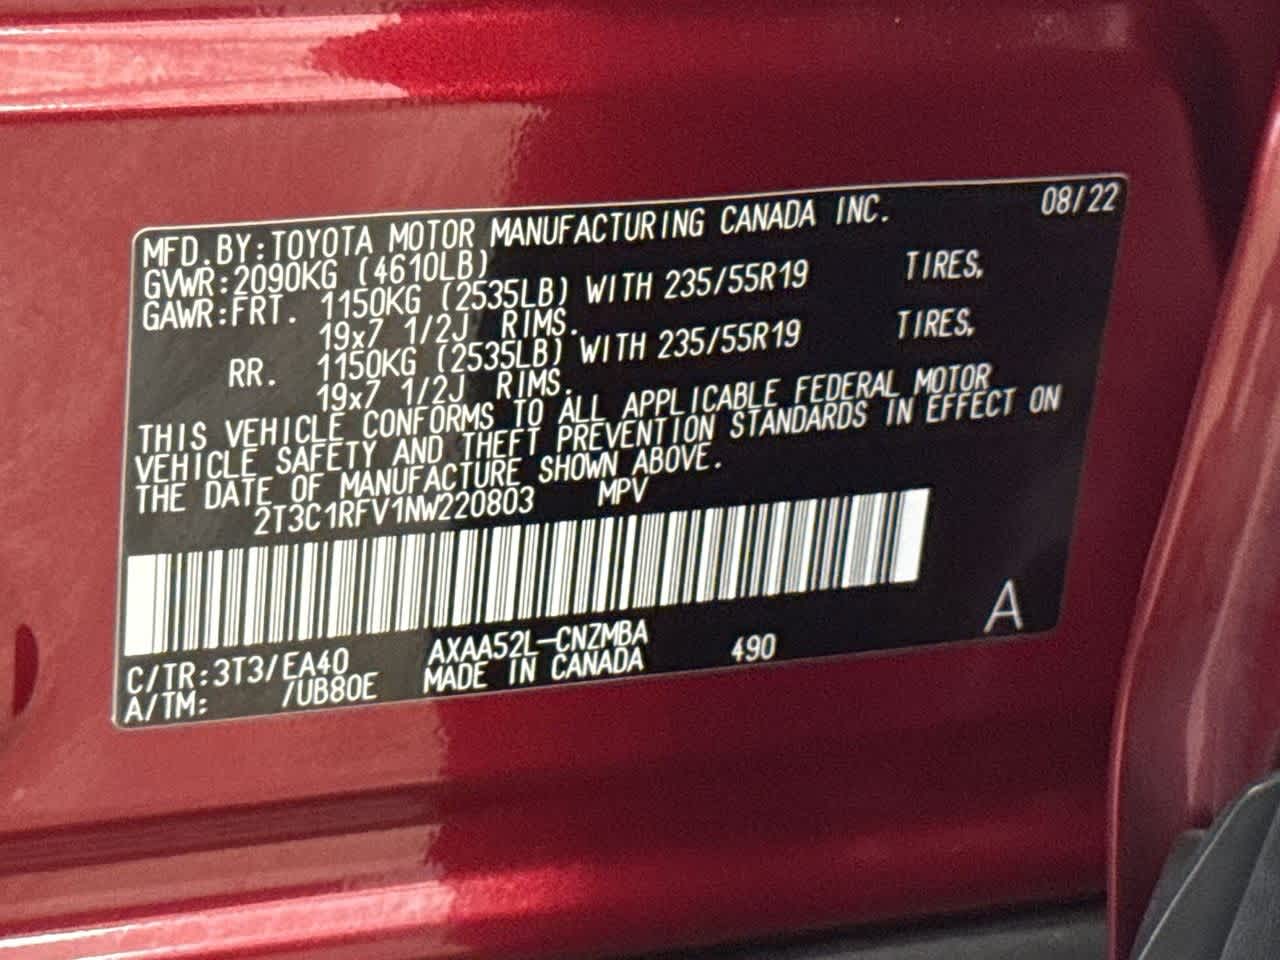 08/22
MFD.BY:TOYOTA MOTOR MANUFACTURING CANADA INC.
GVWR:2090KG (4610LB)
GAWR:FRT. 1150KG (2535LB) WITH 235/55R19 TIRES,
19x7 1/2J RIMS.
RR. 1150KG (2535LB) WITH 235/55R19 TIRES,
19x7 1/2J RIMS.
THIS VEHICLE CONFORMS TO ALL APPLICABLE FEDERAL MOTOR
VEHICLE SAFETY AND THEFT PREVENTION STANDARDS IN EFFECT ON
THE DATE OF MANUFACTURE SHOWN ABOVE.
2T3C1RFV1NW220803 MPV
C/TR:3T3/EA40 AXAA52L-CNZMBA 490 A
A/TM: /UB80E MADE IN CANADA